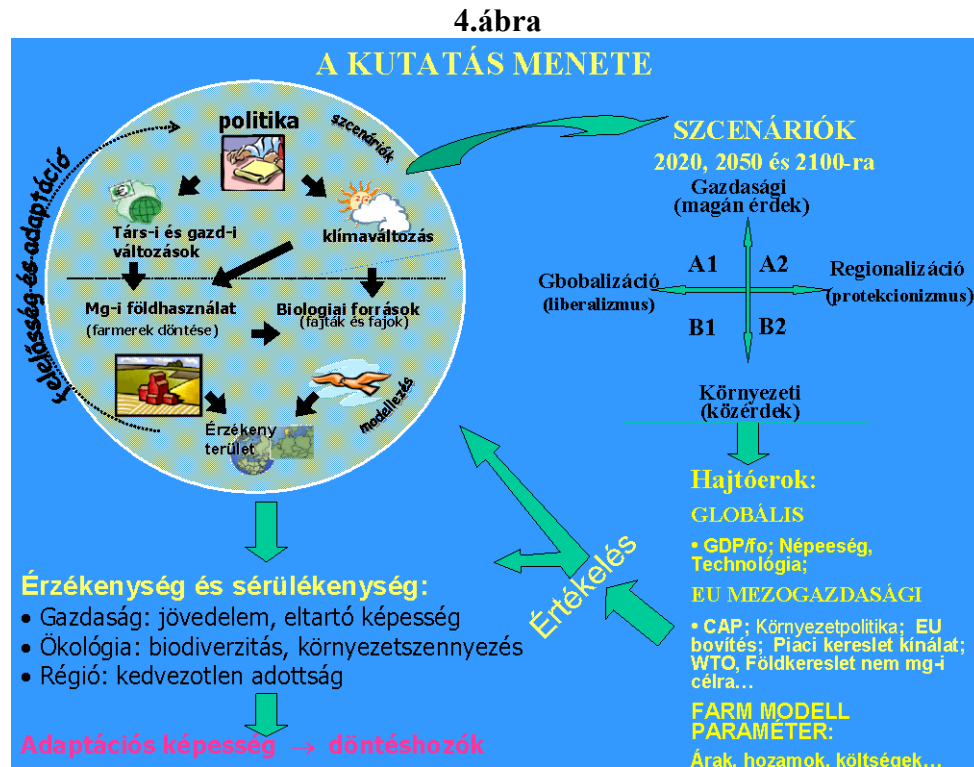 4.ábra
A KUTATÁS MENETE
politika
szcenáriók
felelősség és adaptáció
Társ-i és gazd-i
változások
klímaváltozás
Mg-i földhasználat
(farmerek döntése)
Biologiai források
(fajták és fajok)
Érzékeny
terület
modellezés
SZCENÁRIÓK
2020, 2050 és 2100-ra
Gazdasági
(magán érdek)
A1
A2
Gbobalizáció
(liberalizmus)
Regionalizáció
(protekcionizmus)
B1
B2
Környezeti
(közérdek)
Hajtóerok:
GLOBÁLIS
• GDP/fo; Népeeség,
Technológia;
EU MEZOGAZDASÁGI
• CAP; Környezetpolitika; EU
bovítés; Piaci kereslet kínálat;
WTO, Földkereslet nem mg-i
célra…
FARM MODELL
PARAMÉTER:
Árak, hozamok, költségek…
Értékelés
Érzékenység és sérülékenység:
• Gazdaság: jövedelem, eltartó képesség
• Ökológia: biodiverzitás, környezetszennyezés
• Régió: kedvezotlen adottság
Adaptációs képesség → döntéshozók